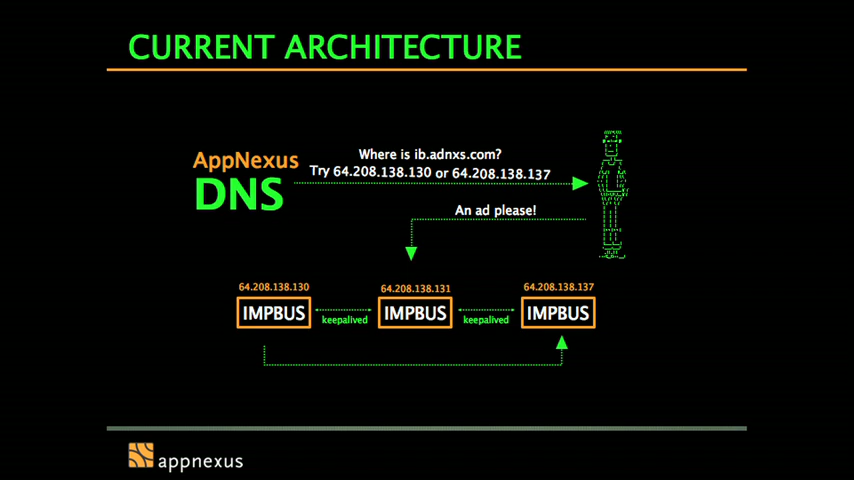 CURRENT ARCHITECTURE
AppNexus
DNS
Where is ib.adnxs.com?
Try 64.208.138.130 or 64.208.138.137
An ad please!
64.208.138.130
64.208.138.131
64.208.138.137
IMPBUS
IMPBUS
IMPBUS
keepalived
keepalived
appnexus